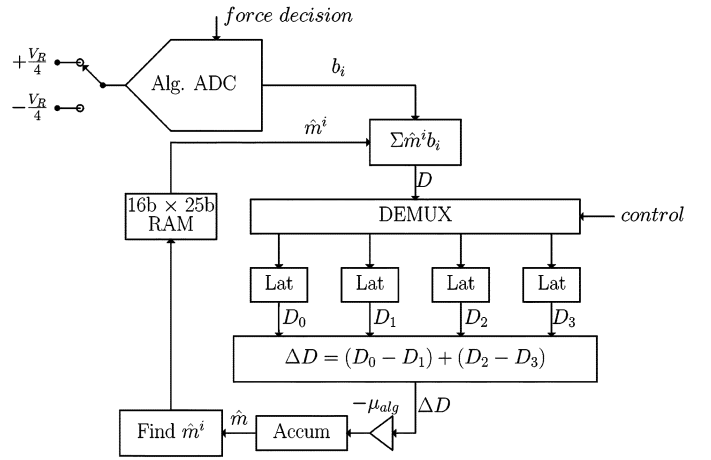 force decision
+V_R/4
Alg. ADC
b_i
-V_R/4
m̂^i
Σm̂^i b_i
D
16b × 25b
RAM
DEMUX
control
Lat Lat Lat Lat
D_0 D_1 D_2 D_3
ΔD = (D_0 − D_1) + (D_2 − D_3)
−μ_alg
ΔD
Find m̂^i
m̂
Accum